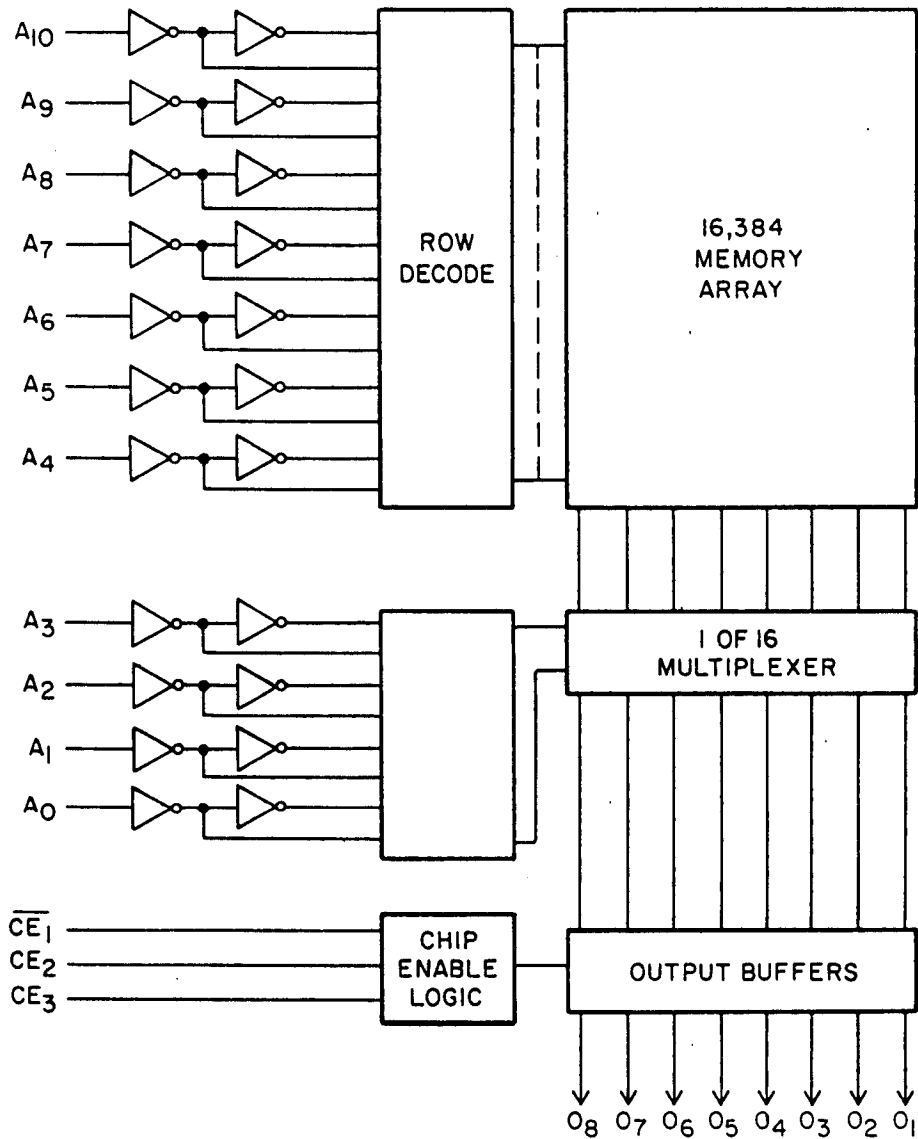 A10
A9
A8
A7
A6
A5
A4
ROW
DECODE
16,384
MEMORY
ARRAY
A3
A2
A1
A0
1 OF 16
MULTIPLEXER
CE1
CE2
CE3
CHIP
ENABLE
LOGIC
OUTPUT BUFFERS
O8 O7 O6 O5 O4 O3 O2 O1